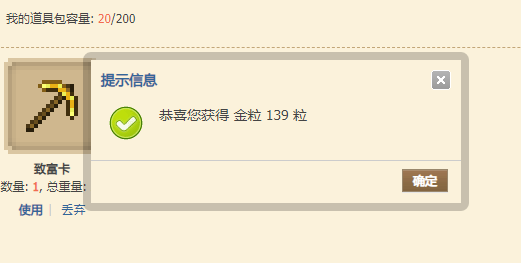 我的道具包容量: 20/200
提示信息
恭喜您获得 金粒 139 粒
确定
致富卡
数量: 1, 总重量:
使用 | 丢弃